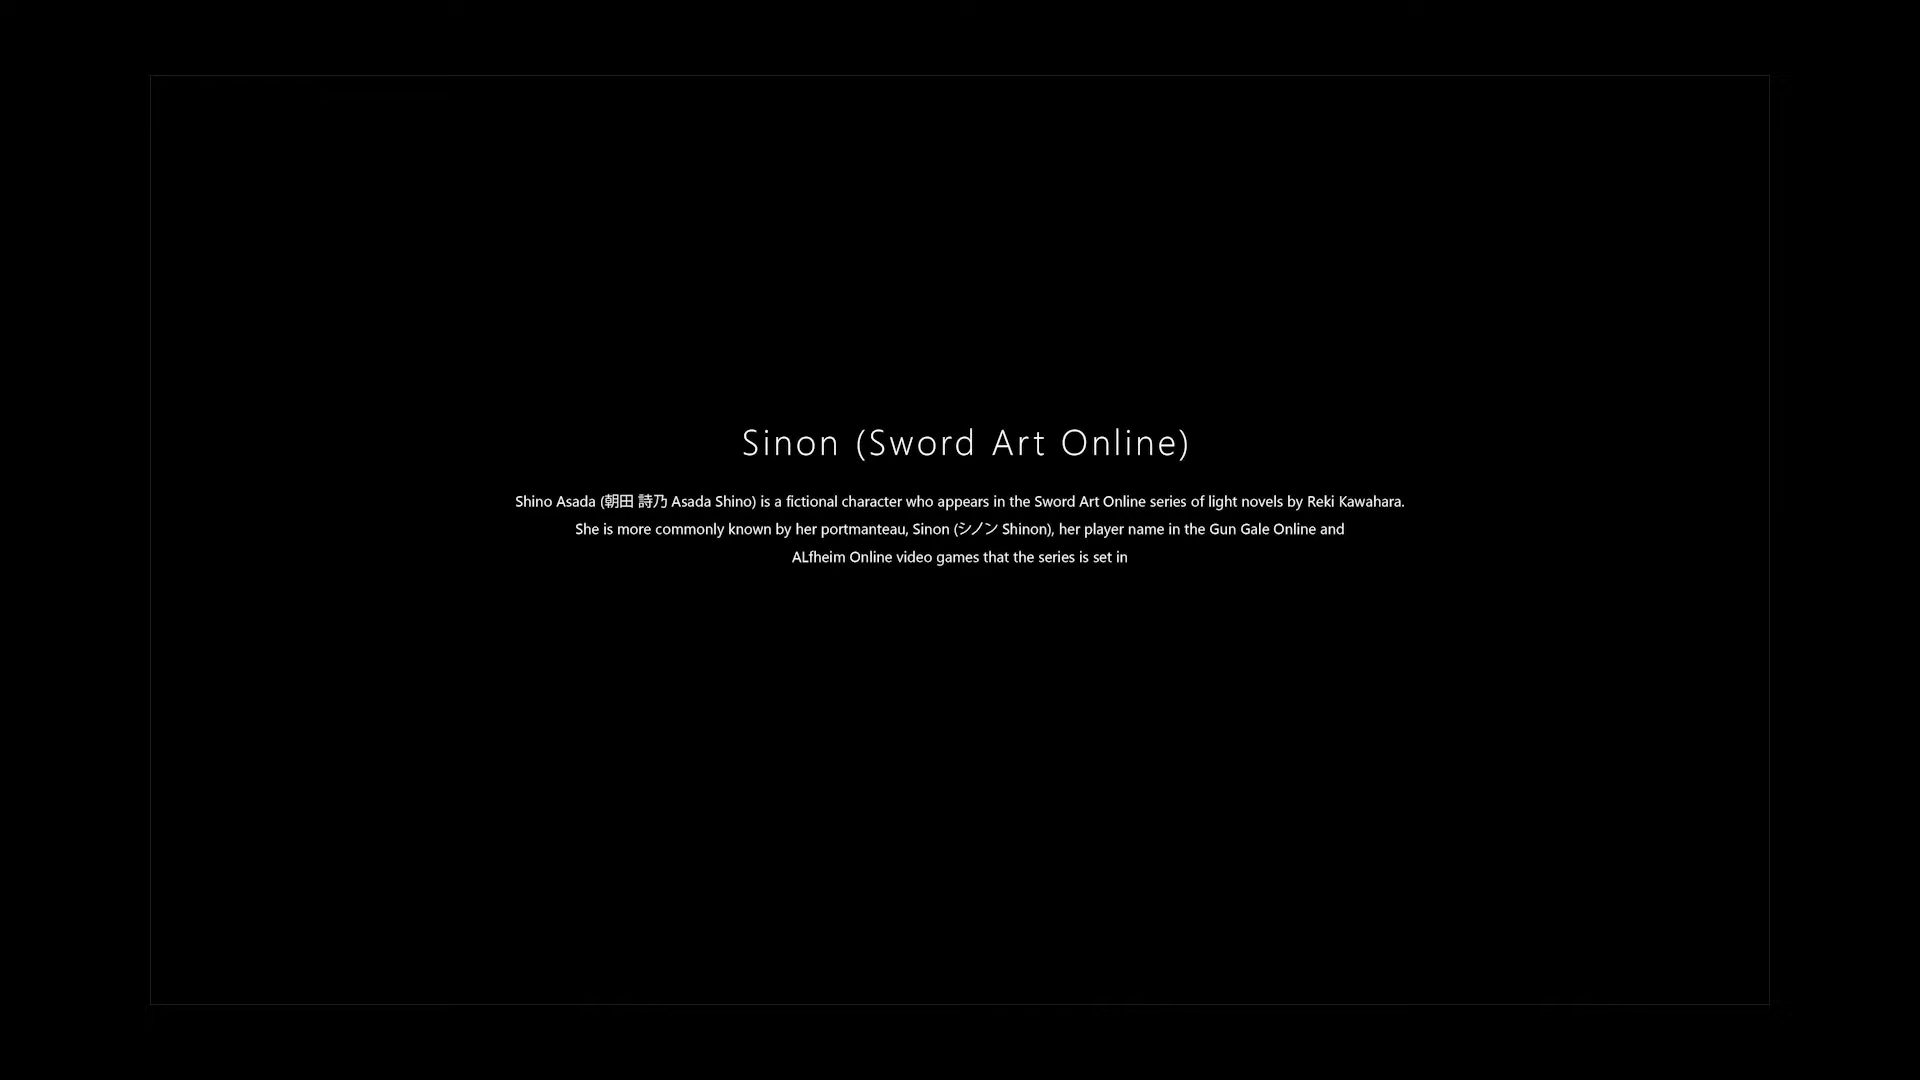 Sinon (Sword Art Online)
Shino Asada (朝田 詩乃 Asada Shino) is a fictional character who appears in the Sword Art Online series of light novels by Reki Kawahara.
She is more commonly known by her portmanteau, Sinon (シノン Shinon), her player name in the Gun Gale Online and
ALfheim Online video games that the series is set in